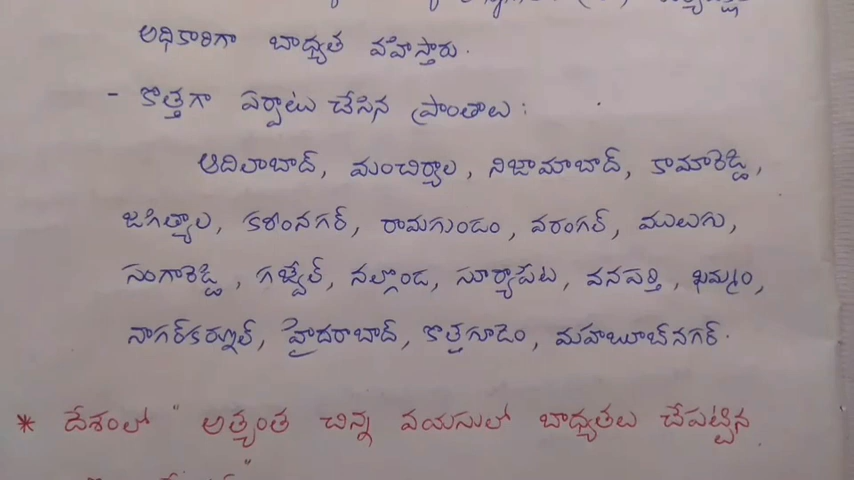 అధికారిగా బాధ్యత వహిస్తారు.
- కొత్తగా ఏర్పాటు చేసిన ప్రాంతాలు :
ఆదిలాబాద్, మంచిర్యాల, నిజామాబాద్, కామారెడ్డి,
జగిత్యాల, కరీంనగర్, రామగుండం, వరంగల్, ములుగు,
సంగారెడ్డి, గజ్వేల్, నల్గొండ, సూర్యాపేట, వనపర్తి, ఖమ్మం,
నాగర్‌కర్నూల్, హైదరాబాద్, కొత్తగూడెం, మహబూబ్‌నగర్.
* దేశంలో " అత్యంత చిన్న వయసులో బాధ్యతలు చేపట్టిన